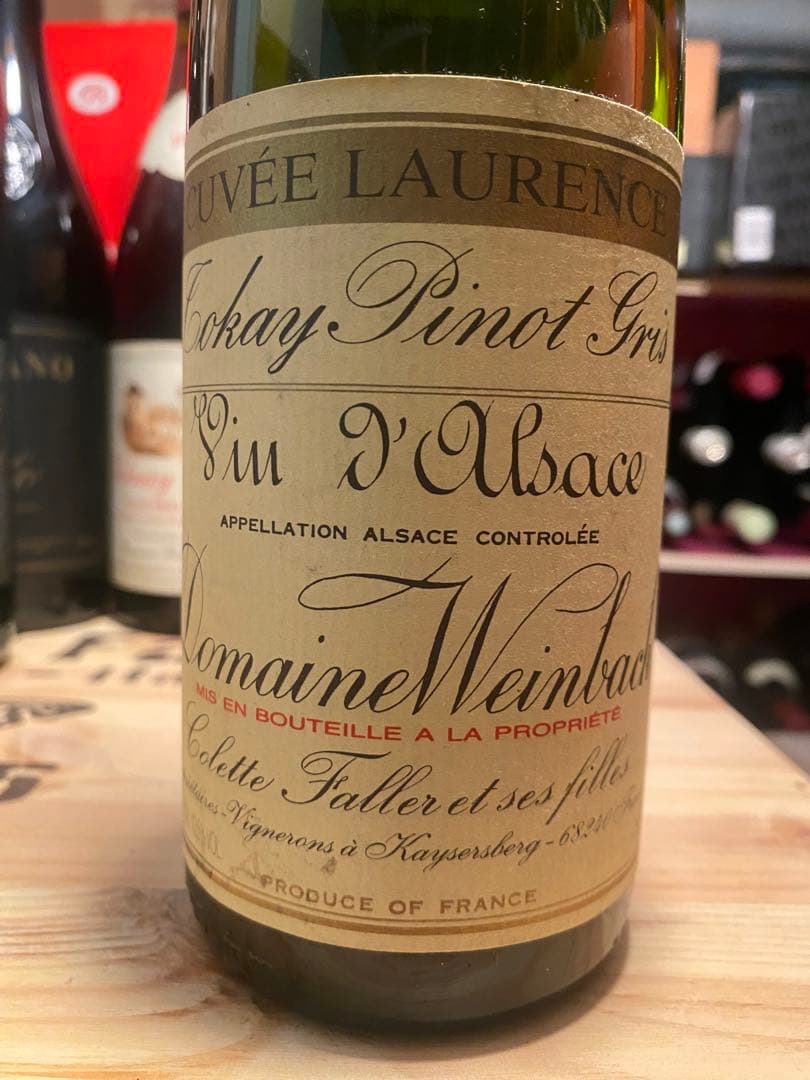 CUVÉE LAURENCE
Tokay Pinot Gris
Vin d'Alsace
APPELLATION ALSACE CONTROLÉE
Domaine Weinbach
MIS EN BOUTEILLE A LA PROPRIÉTÉ
Colette Faller et ses filles
-Vignerons à Kaysersberg - 68240
PRODUCE OF FRANCE